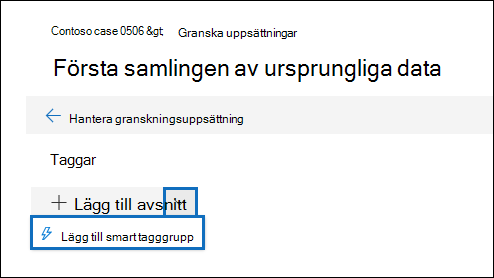 Contoso case 0506 &gt; Granska uppsättningar
Första samlingen av ursprungliga data
Hantera granskningsuppsättning
Taggar
Lägg till avsnitt
Lägg till smart tagggrupp